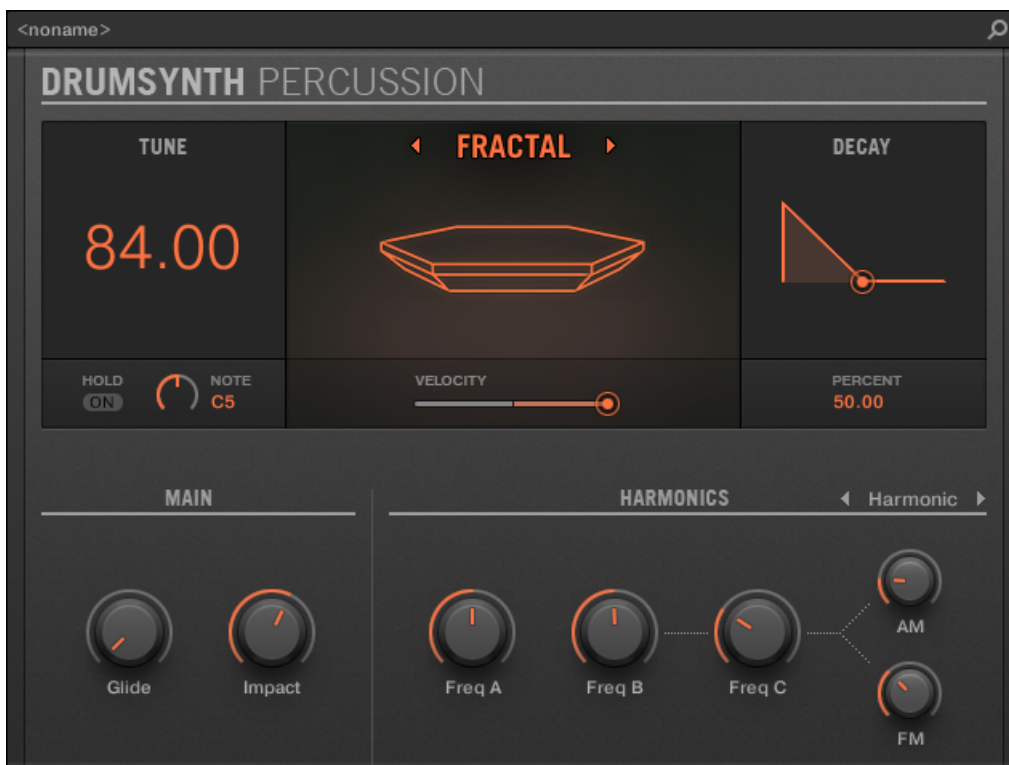 <noname>
DRUMSYNTH PERCUSSION
TUNE
84.00
HOLD
ON
NOTE
C5
FRACTAL
VELOCITY
DECAY
PERCENT
50.00
MAIN
Glide
Impact
HARMONICS
Harmonic
Freq A
Freq B
Freq C
AM
FM